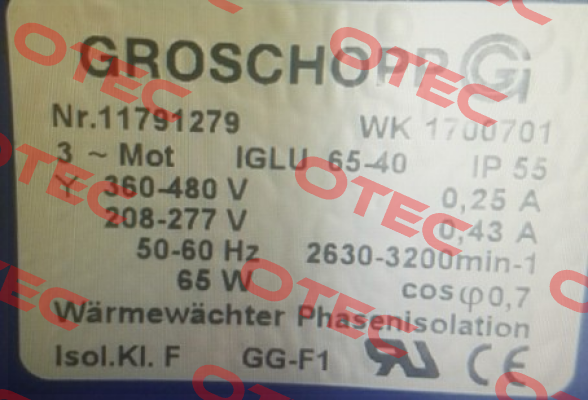 GROSCHOPP
Nr.11791279 WK 1700701
3 ~ Mot IGLU 65-40 IP 55
Y 360-480 V 0,25 A
208-277 V 0,43 A
50-60 Hz 2630-3200min-1
65 W cosφ0,7
Wärmewächter Phasenisolation
Isol.Kl. F GG-F1 CE
OTEC
OTEC
OTEC
OTEC
OTEC
OTEC
OTEC